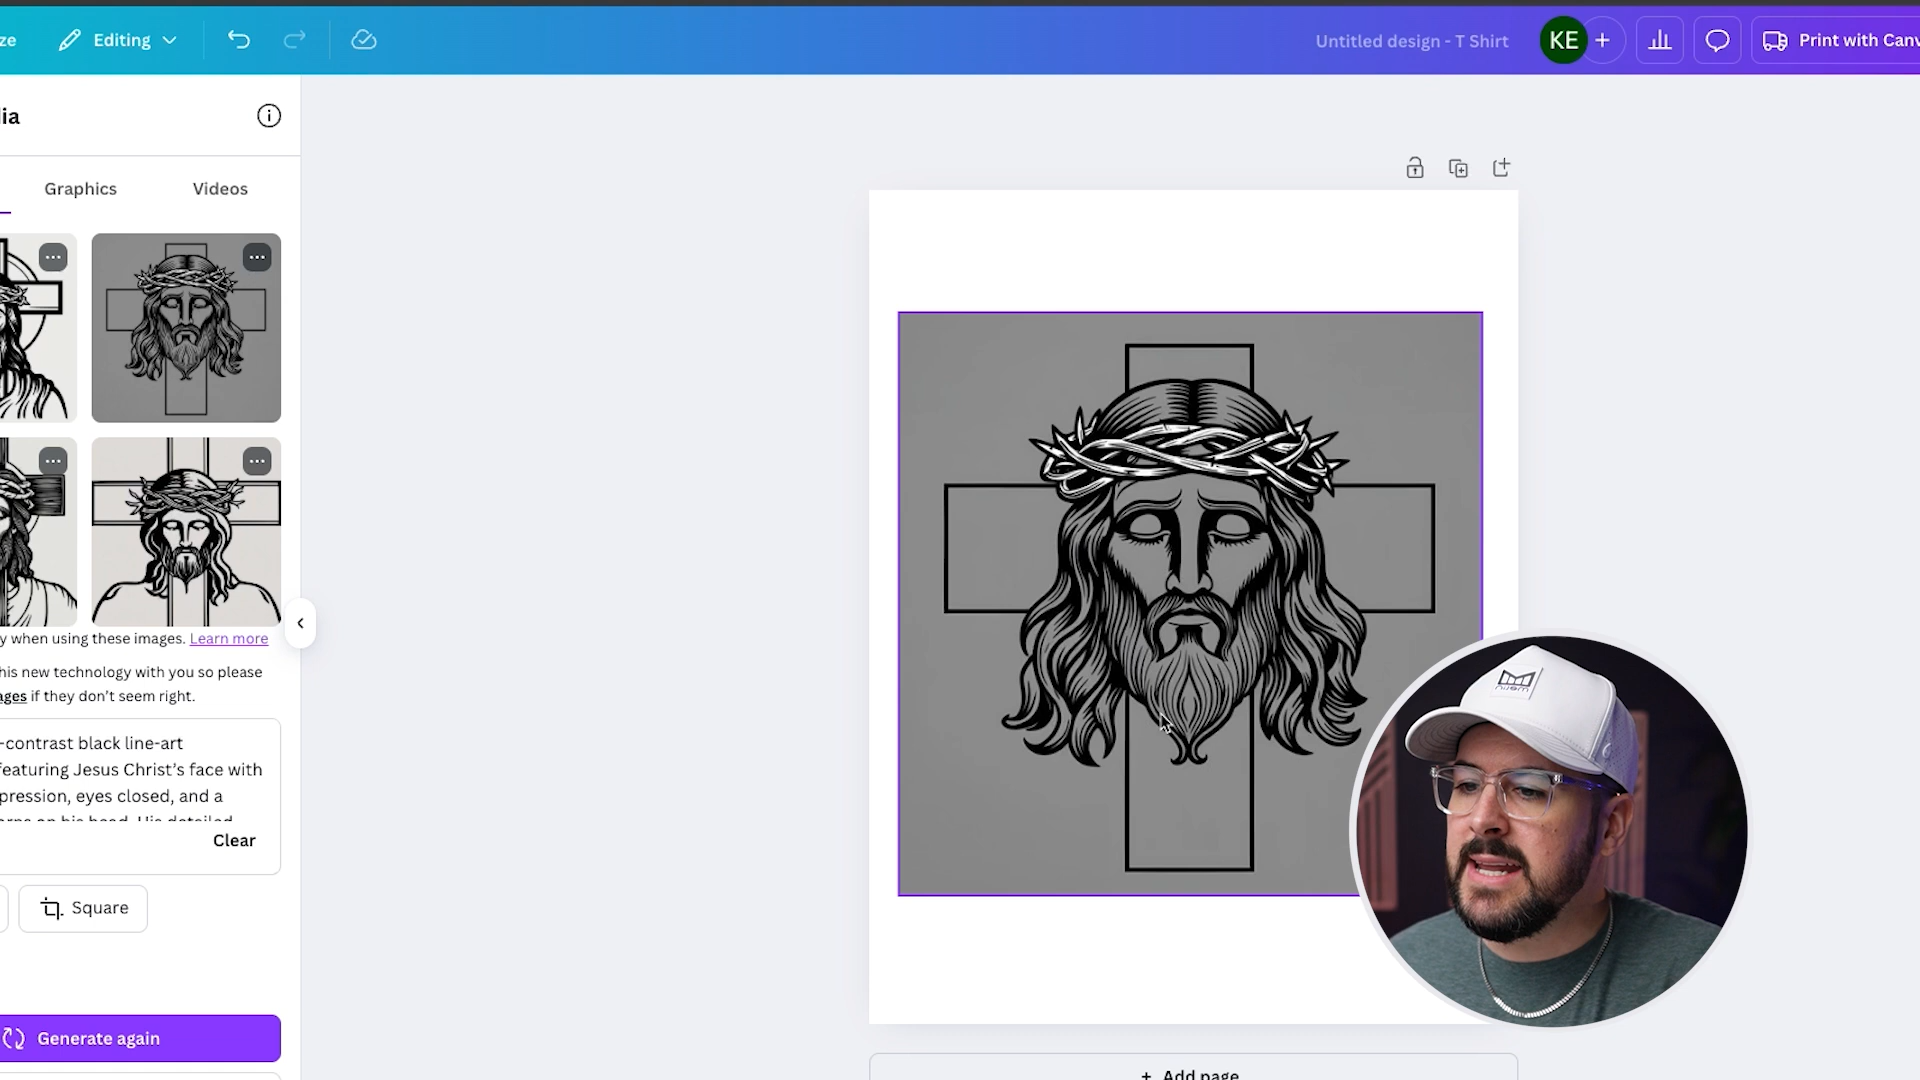 ze
Editing
Untitled design - T Shirt
KE
+
Print with Canv
lia
Graphics
Videos
y when using these images. Learn more
his new technology with you so please
ages if they don't seem right.
-contrast black line-art
featuring Jesus Christ's face with
pression, eyes closed, and a
Clear
Square
Generate again
+ Add page
melin